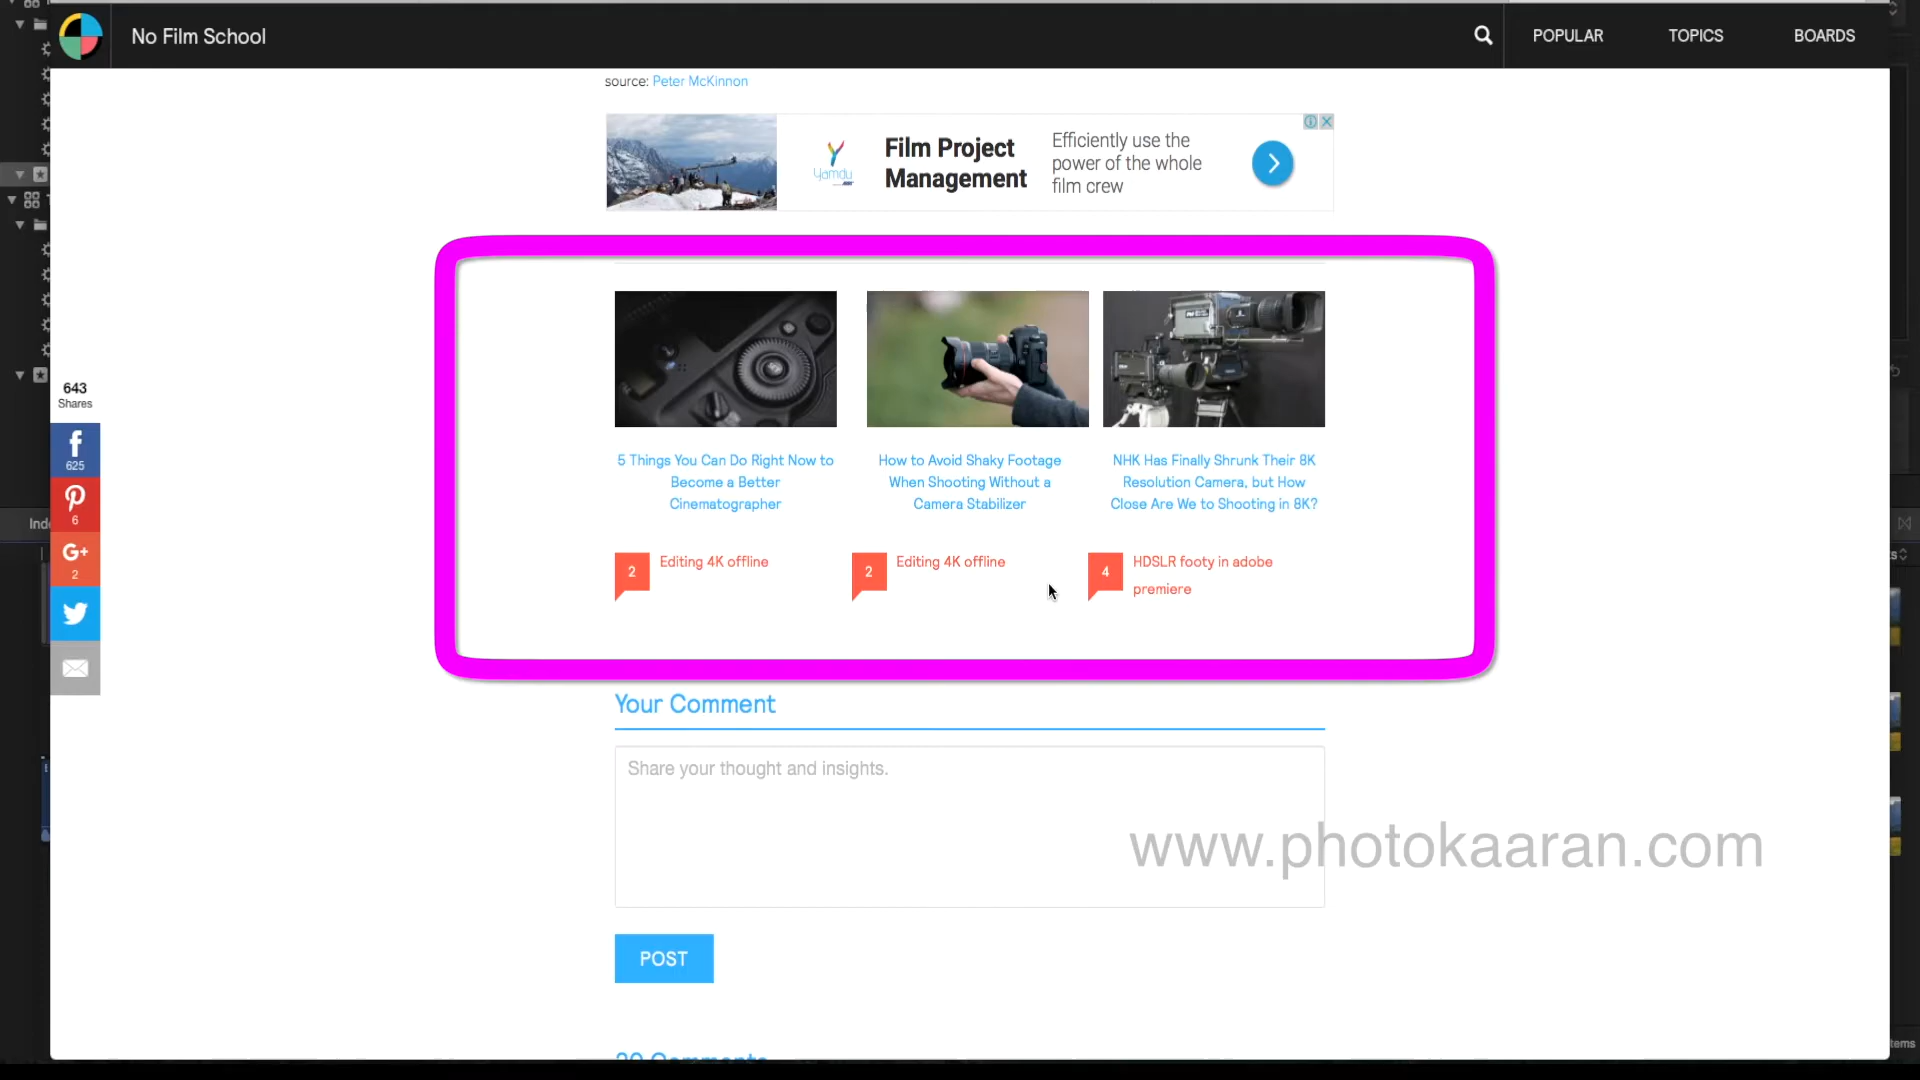 No Film School
POPULAR
TOPICS
BOARDS
source: Peter McKinnon
yamdu
Film Project
Management
Efficiently use the
power of the whole
film crew
643
Shares
625
6
G+
2
5 Things You Can Do Right Now to
Become a Better
Cinematographer
How to Avoid Shaky Footage
When Shooting Without a
Camera Stabilizer
NHK Has Finally Shrunk Their 8K
Resolution Camera, but How
Close Are We to Shooting in 8K?
2
Editing 4K offline
2
Editing 4K offline
4
HDSLR footy in adobe
premiere
Your Comment
Share your thought and insights.
www.photokaaran.com
POST